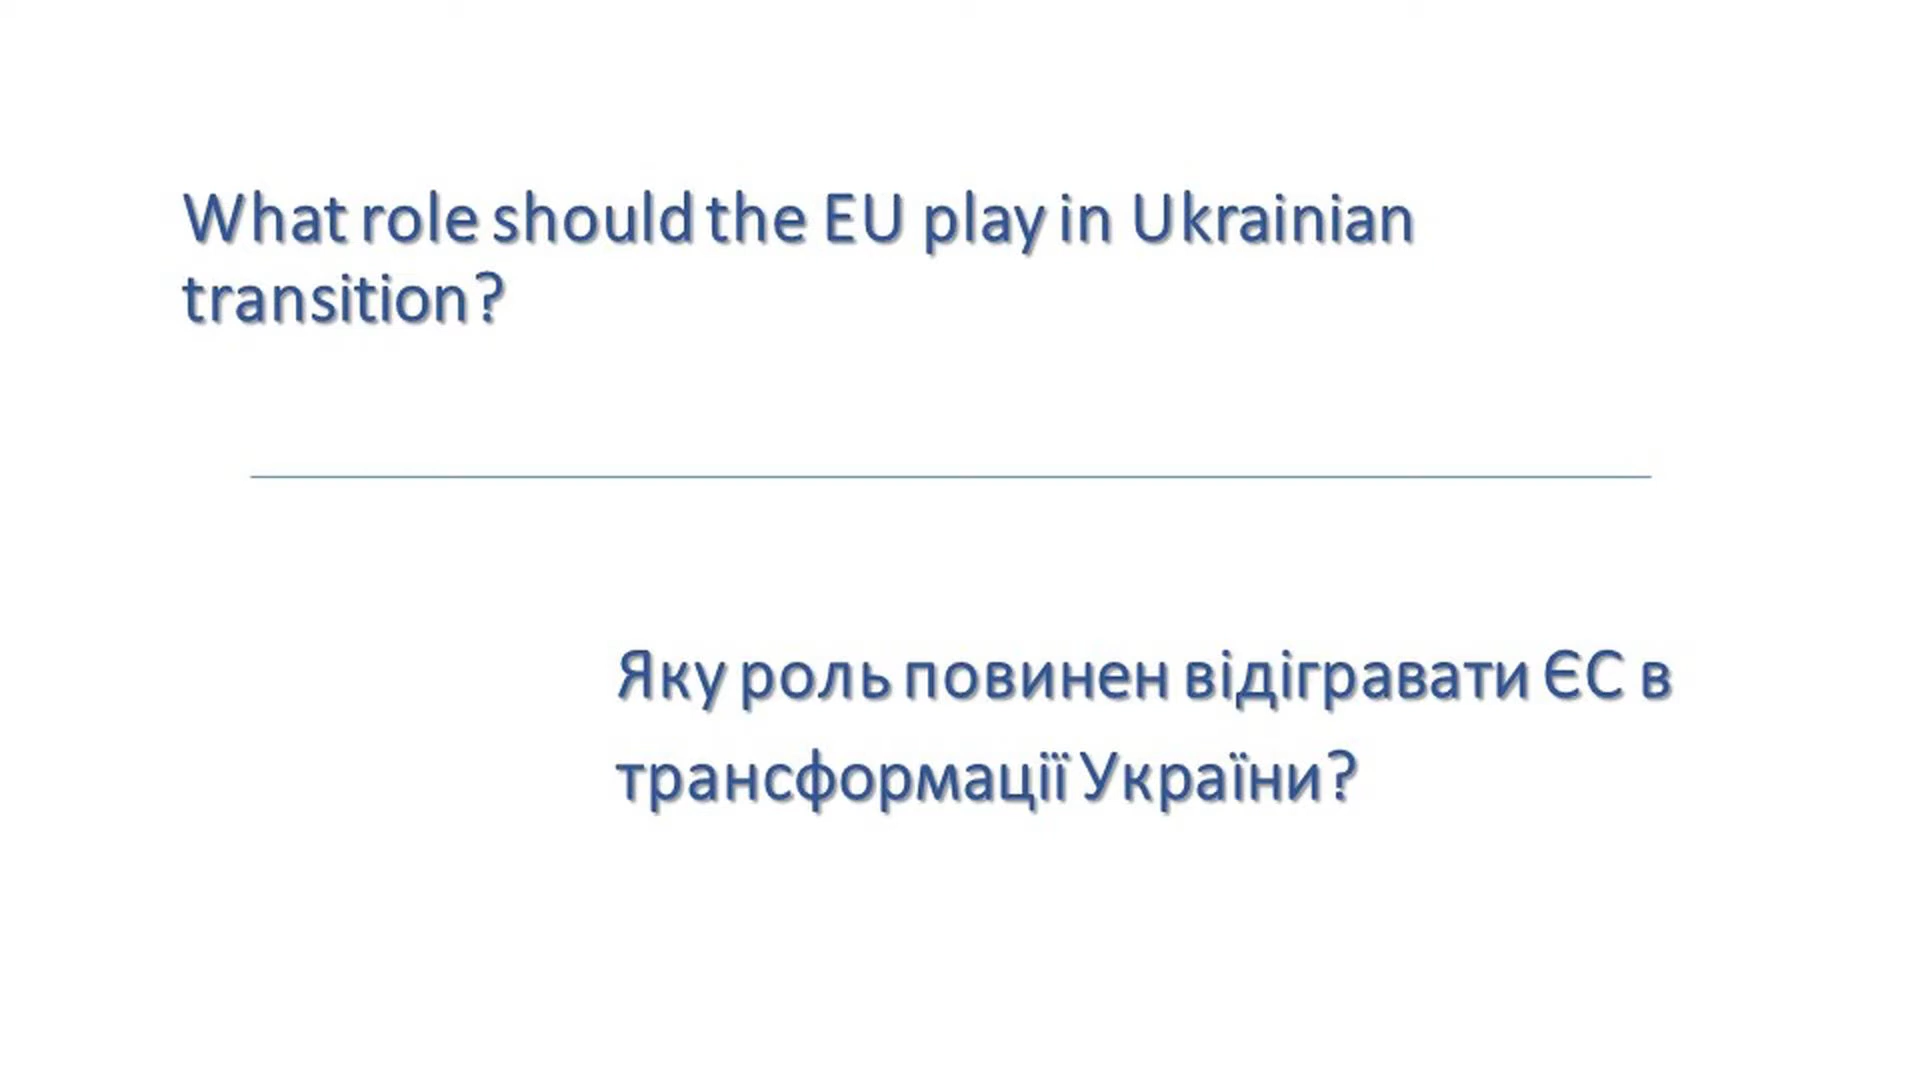 What role should the EU play in Ukrainian
transition?
Яку роль повинен відігравати ЄС в
трансформації України?